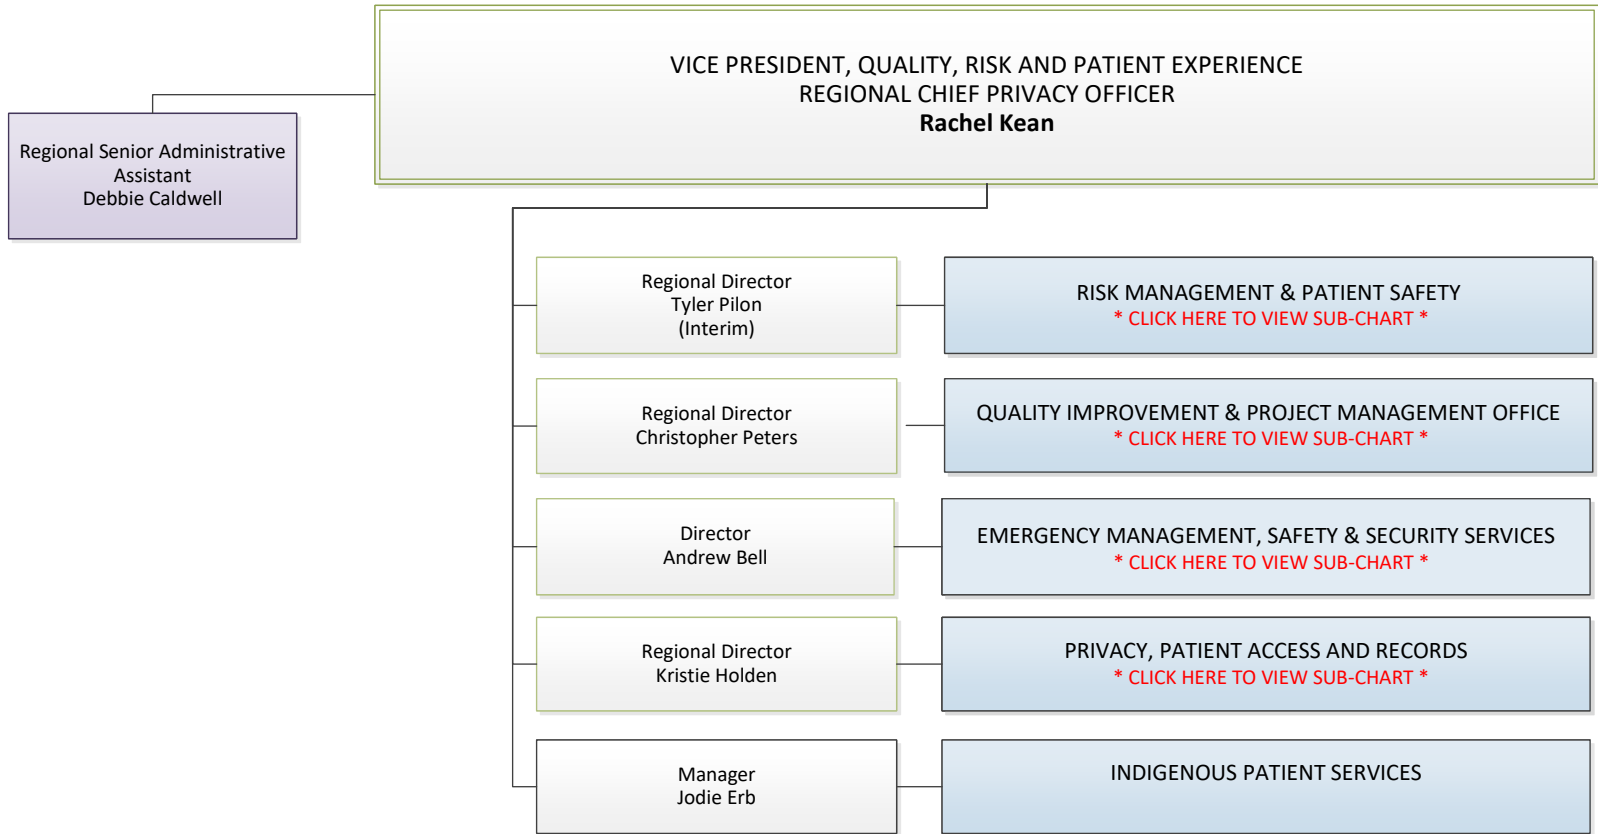 VICE PRESIDENT, QUALITY, RISK AND PATIENT EXPERIENCE
REGIONAL CHIEF PRIVACY OFFICER
Rachel Kean
Regional Senior Administrative
Assistant
Debbie Caldwell
Regional Director
Tyler Pilon
(Interim)
RISK MANAGEMENT & PATIENT SAFETY
* CLICK HERE TO VIEW SUB-CHART *
Regional Director
Christopher Peters
QUALITY IMPROVEMENT & PROJECT MANAGEMENT OFFICE
* CLICK HERE TO VIEW SUB-CHART *
Director
Andrew Bell
EMERGENCY MANAGEMENT, SAFETY & SECURITY SERVICES
* CLICK HERE TO VIEW SUB-CHART *
Regional Director
Kristie Holden
PRIVACY, PATIENT ACCESS AND RECORDS
* CLICK HERE TO VIEW SUB-CHART *
Manager
Jodie Erb
INDIGENOUS PATIENT SERVICES